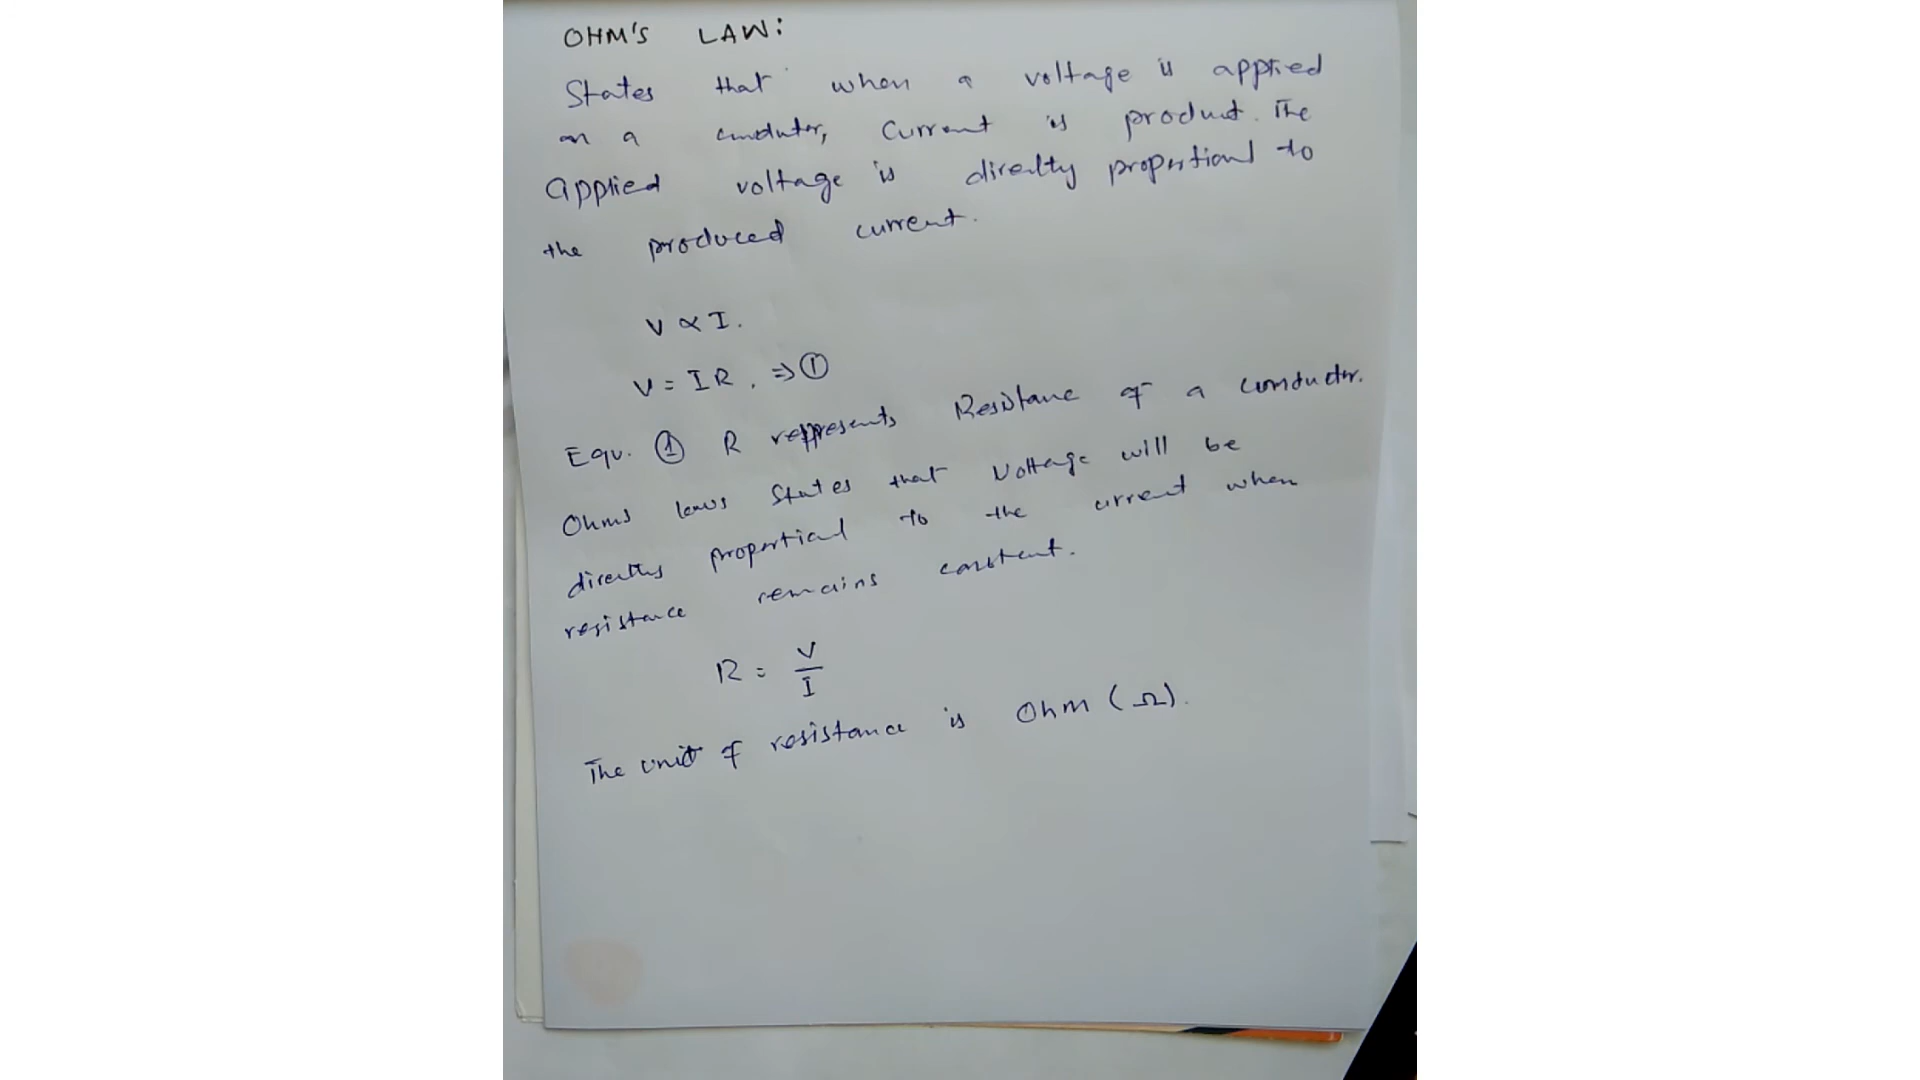 OHM'S LAW:
States that when a voltage is applied
on a conductor, current is product. The
applied voltage is directly proportional to
the produced current.
V ∝ I.
V = IR. ⇒ ①
Equ. ① R represents Resistance of a conductor.
Ohms laws states that voltage will be
directly proportional to the current when
resistance remains constant.
R = V/I
The unit of resistance is Ohm (Ω).